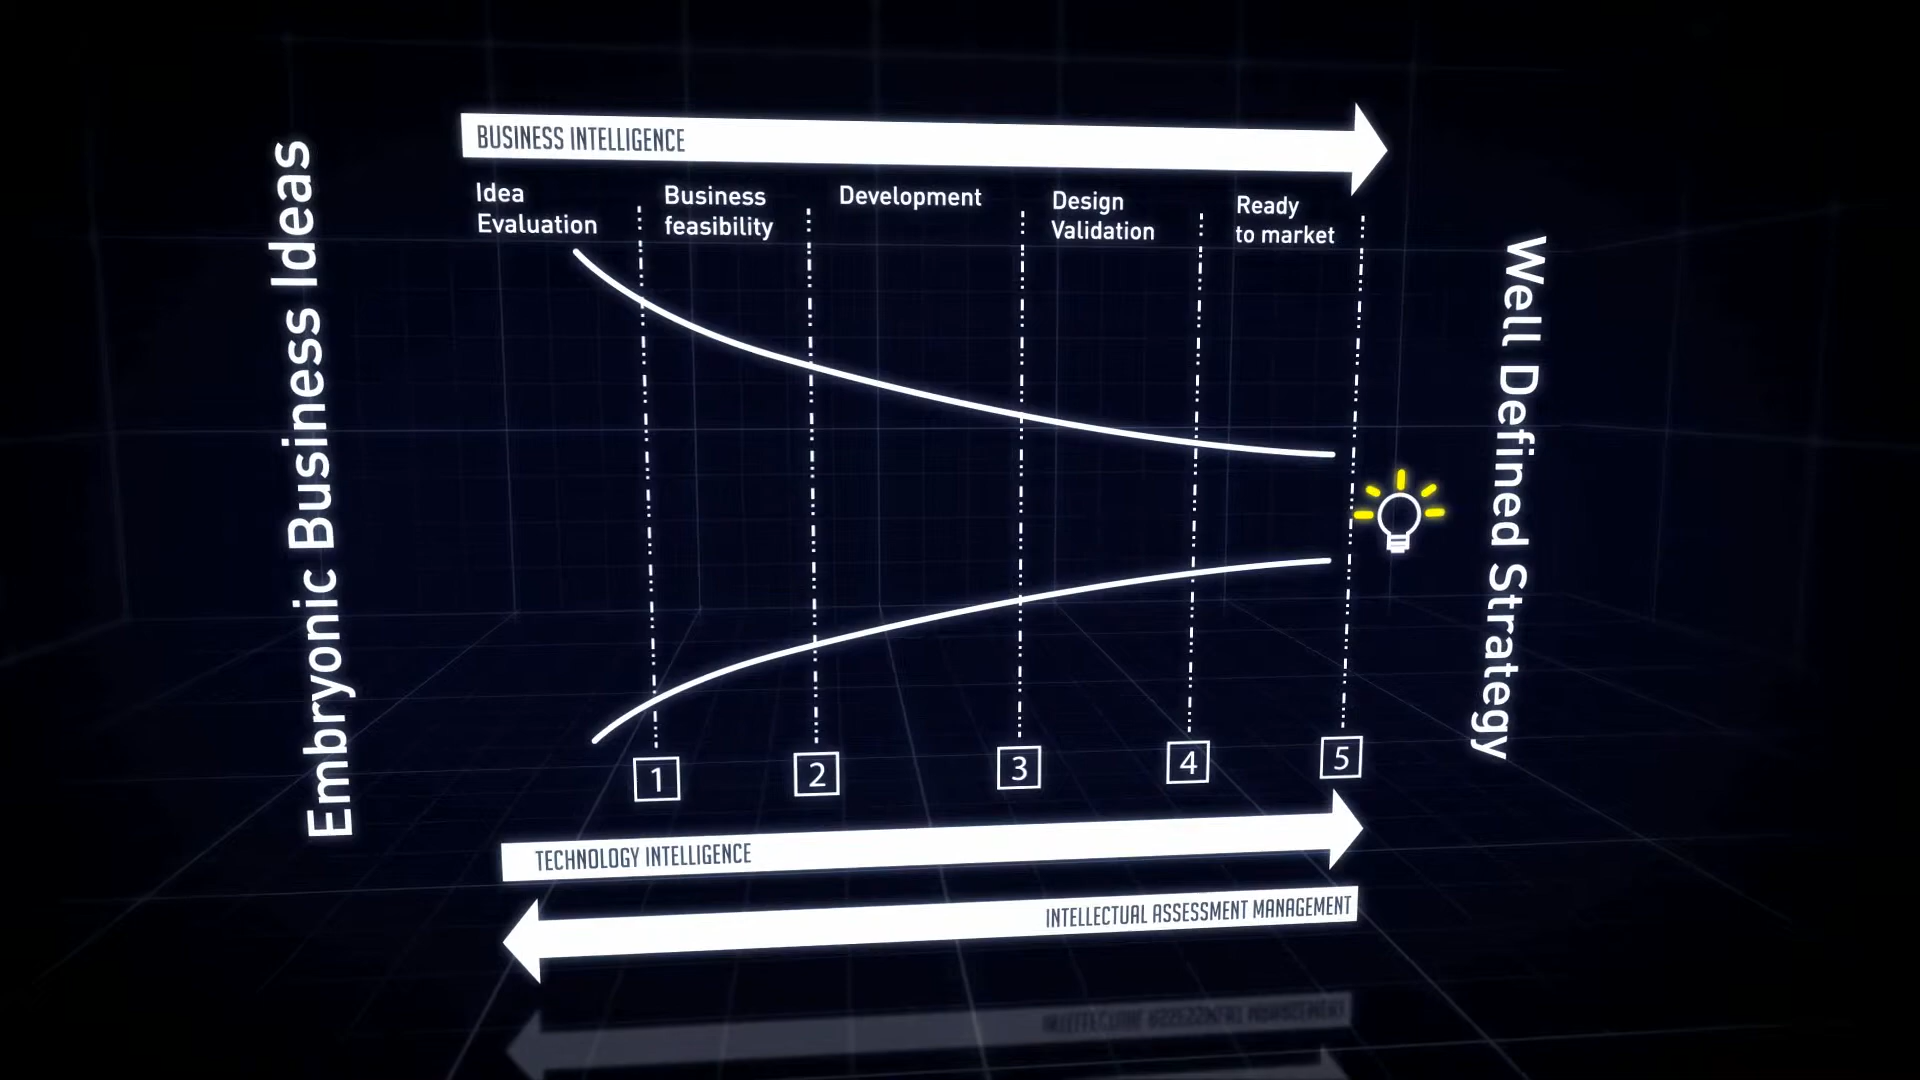 BUSINESS INTELLIGENCE
Embryonic Business Ideas
Idea
Evaluation
Business
feasibility
Development
Design
Validation
Ready
to market
Well Defined Strategy
1
2
3
4
5
TECHNOLOGY INTELLIGENCE
INTELLECTUAL ASSESSMENT MANAGEMENT